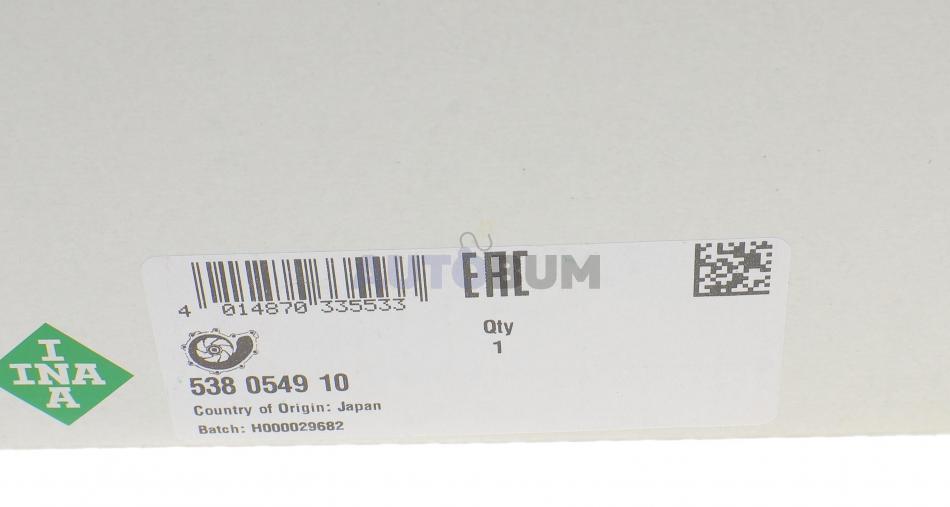 AUTOBUM
EAC
4 014870 335533
Qty
1
538 0549 10
Country of Origin: Japan
Batch: H000029682
I
INA
A